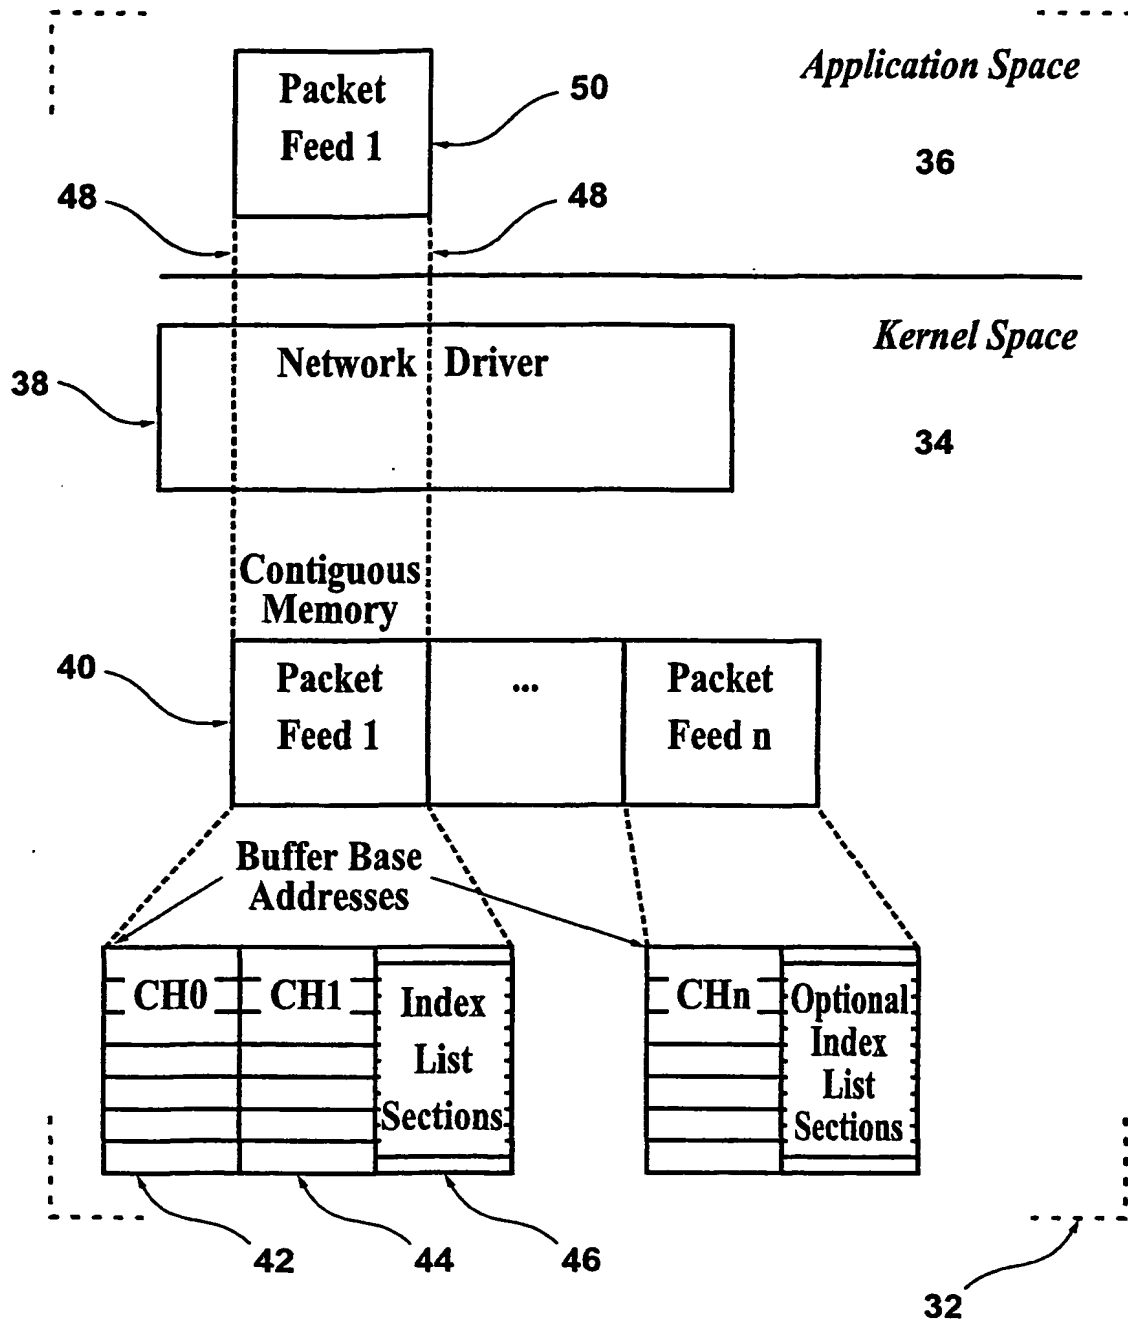 Application Space
36
Packet
Feed 1
50
48
48
Kernel Space
34
Network Driver
38
Contiguous
Memory
40
Packet
Feed 1
...
Packet
Feed n
Buffer Base
Addresses
CH0
CH1
Index
List
Sections
CHn
Optional
Index
List
Sections
42
44
46
32